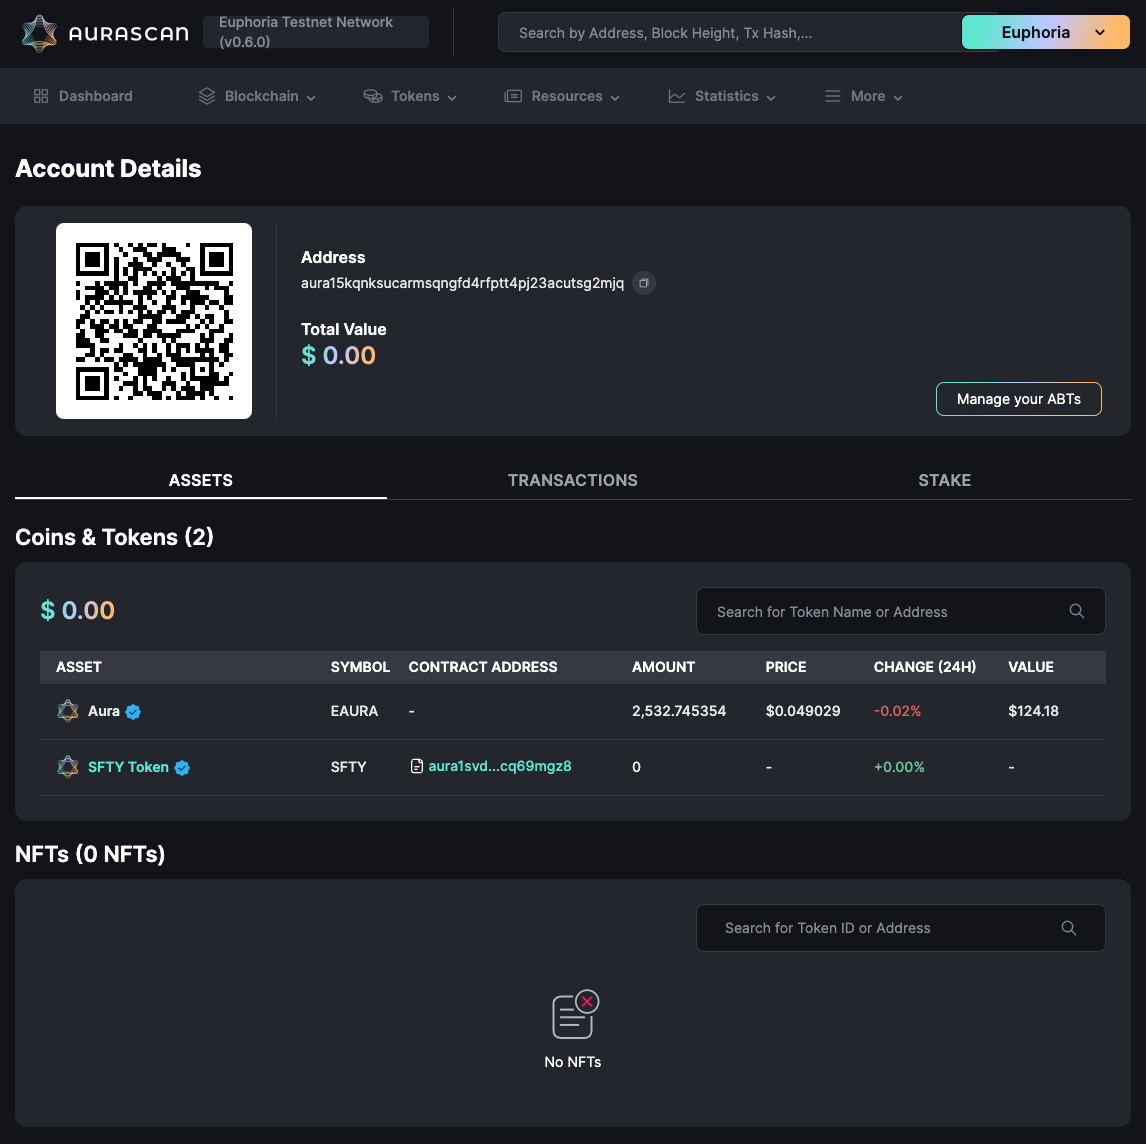 AURASCAN
Euphoria Testnet Network
(v0.6.0)
Search by Address, Block Height, Tx Hash,...
Euphoria
Dashboard
Blockchain
Tokens
Resources
Statistics
More
Account Details
Address
aura15kqnksucarmsqngfd4rfptt4pj23acutsg2mjq
Total Value
$ 0.00
Manage your ABTs
ASSETS
TRANSACTIONS
STAKE
Coins & Tokens (2)
$ 0.00
Search for Token Name or Address
ASSET SYMBOL CONTRACT ADDRESS AMOUNT PRICE CHANGE (24H) VALUE
Aura EAURA - 2,532.745354 $0.049029 -0.02% $124.18
SFTY Token SFTY aura1svd...cq69mgz8 0 - +0.00% -
NFTs (0 NFTs)
Search for Token ID or Address
No NFTs